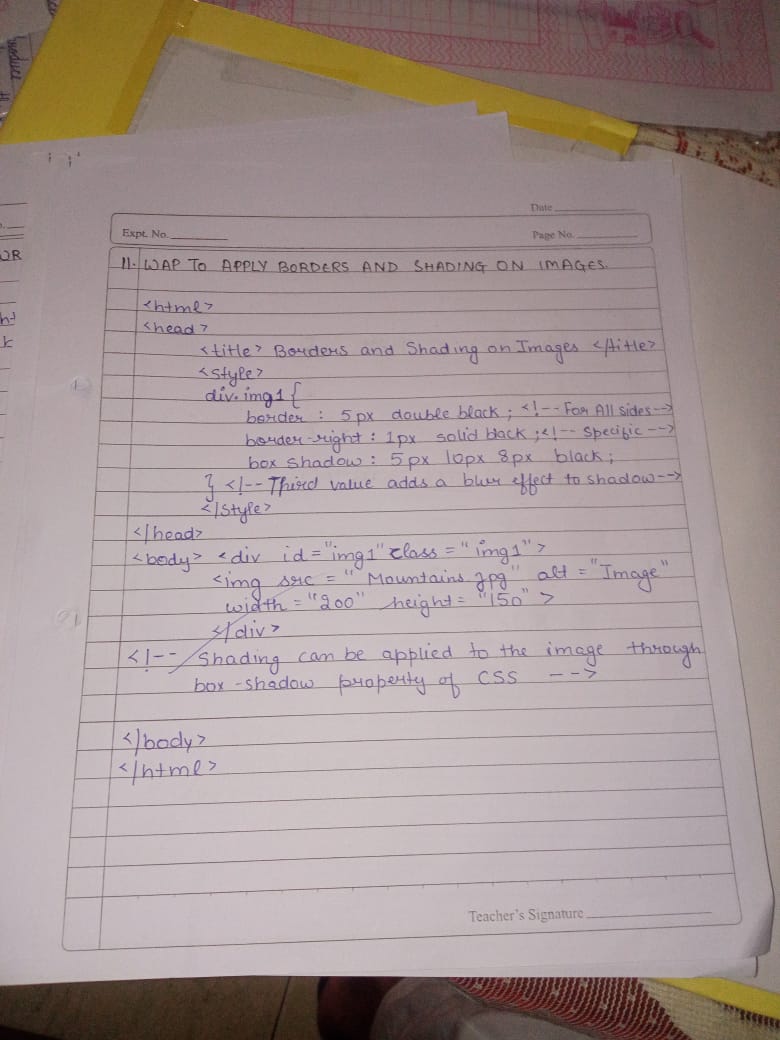 produce
Date
Expt. No.
Page No.
OR
11. WAP TO APPLY BORDERS AND SHADING ON IMAGES.
<html>
<head>
<title> Borders and Shading on Images </title>
<style>
div.img1 {
border : 5px double black ; <!-- For All sides -->
border-right : 1px solid black ; <!-- Specific -->
box shadow : 5px 10px 8px black ;
} <!-- Third value adds a blur effect to shadow -->
</style>
</head>
<body> <div id = "img1" class = "img1">
<img src = " Mountains.jpg" alt = "Image"
width = "200" height = "150" >
</div>
<!-- Shading can be applied to the image through
box-shadow property of CSS -->
</body>
</html>
Teacher's Signature